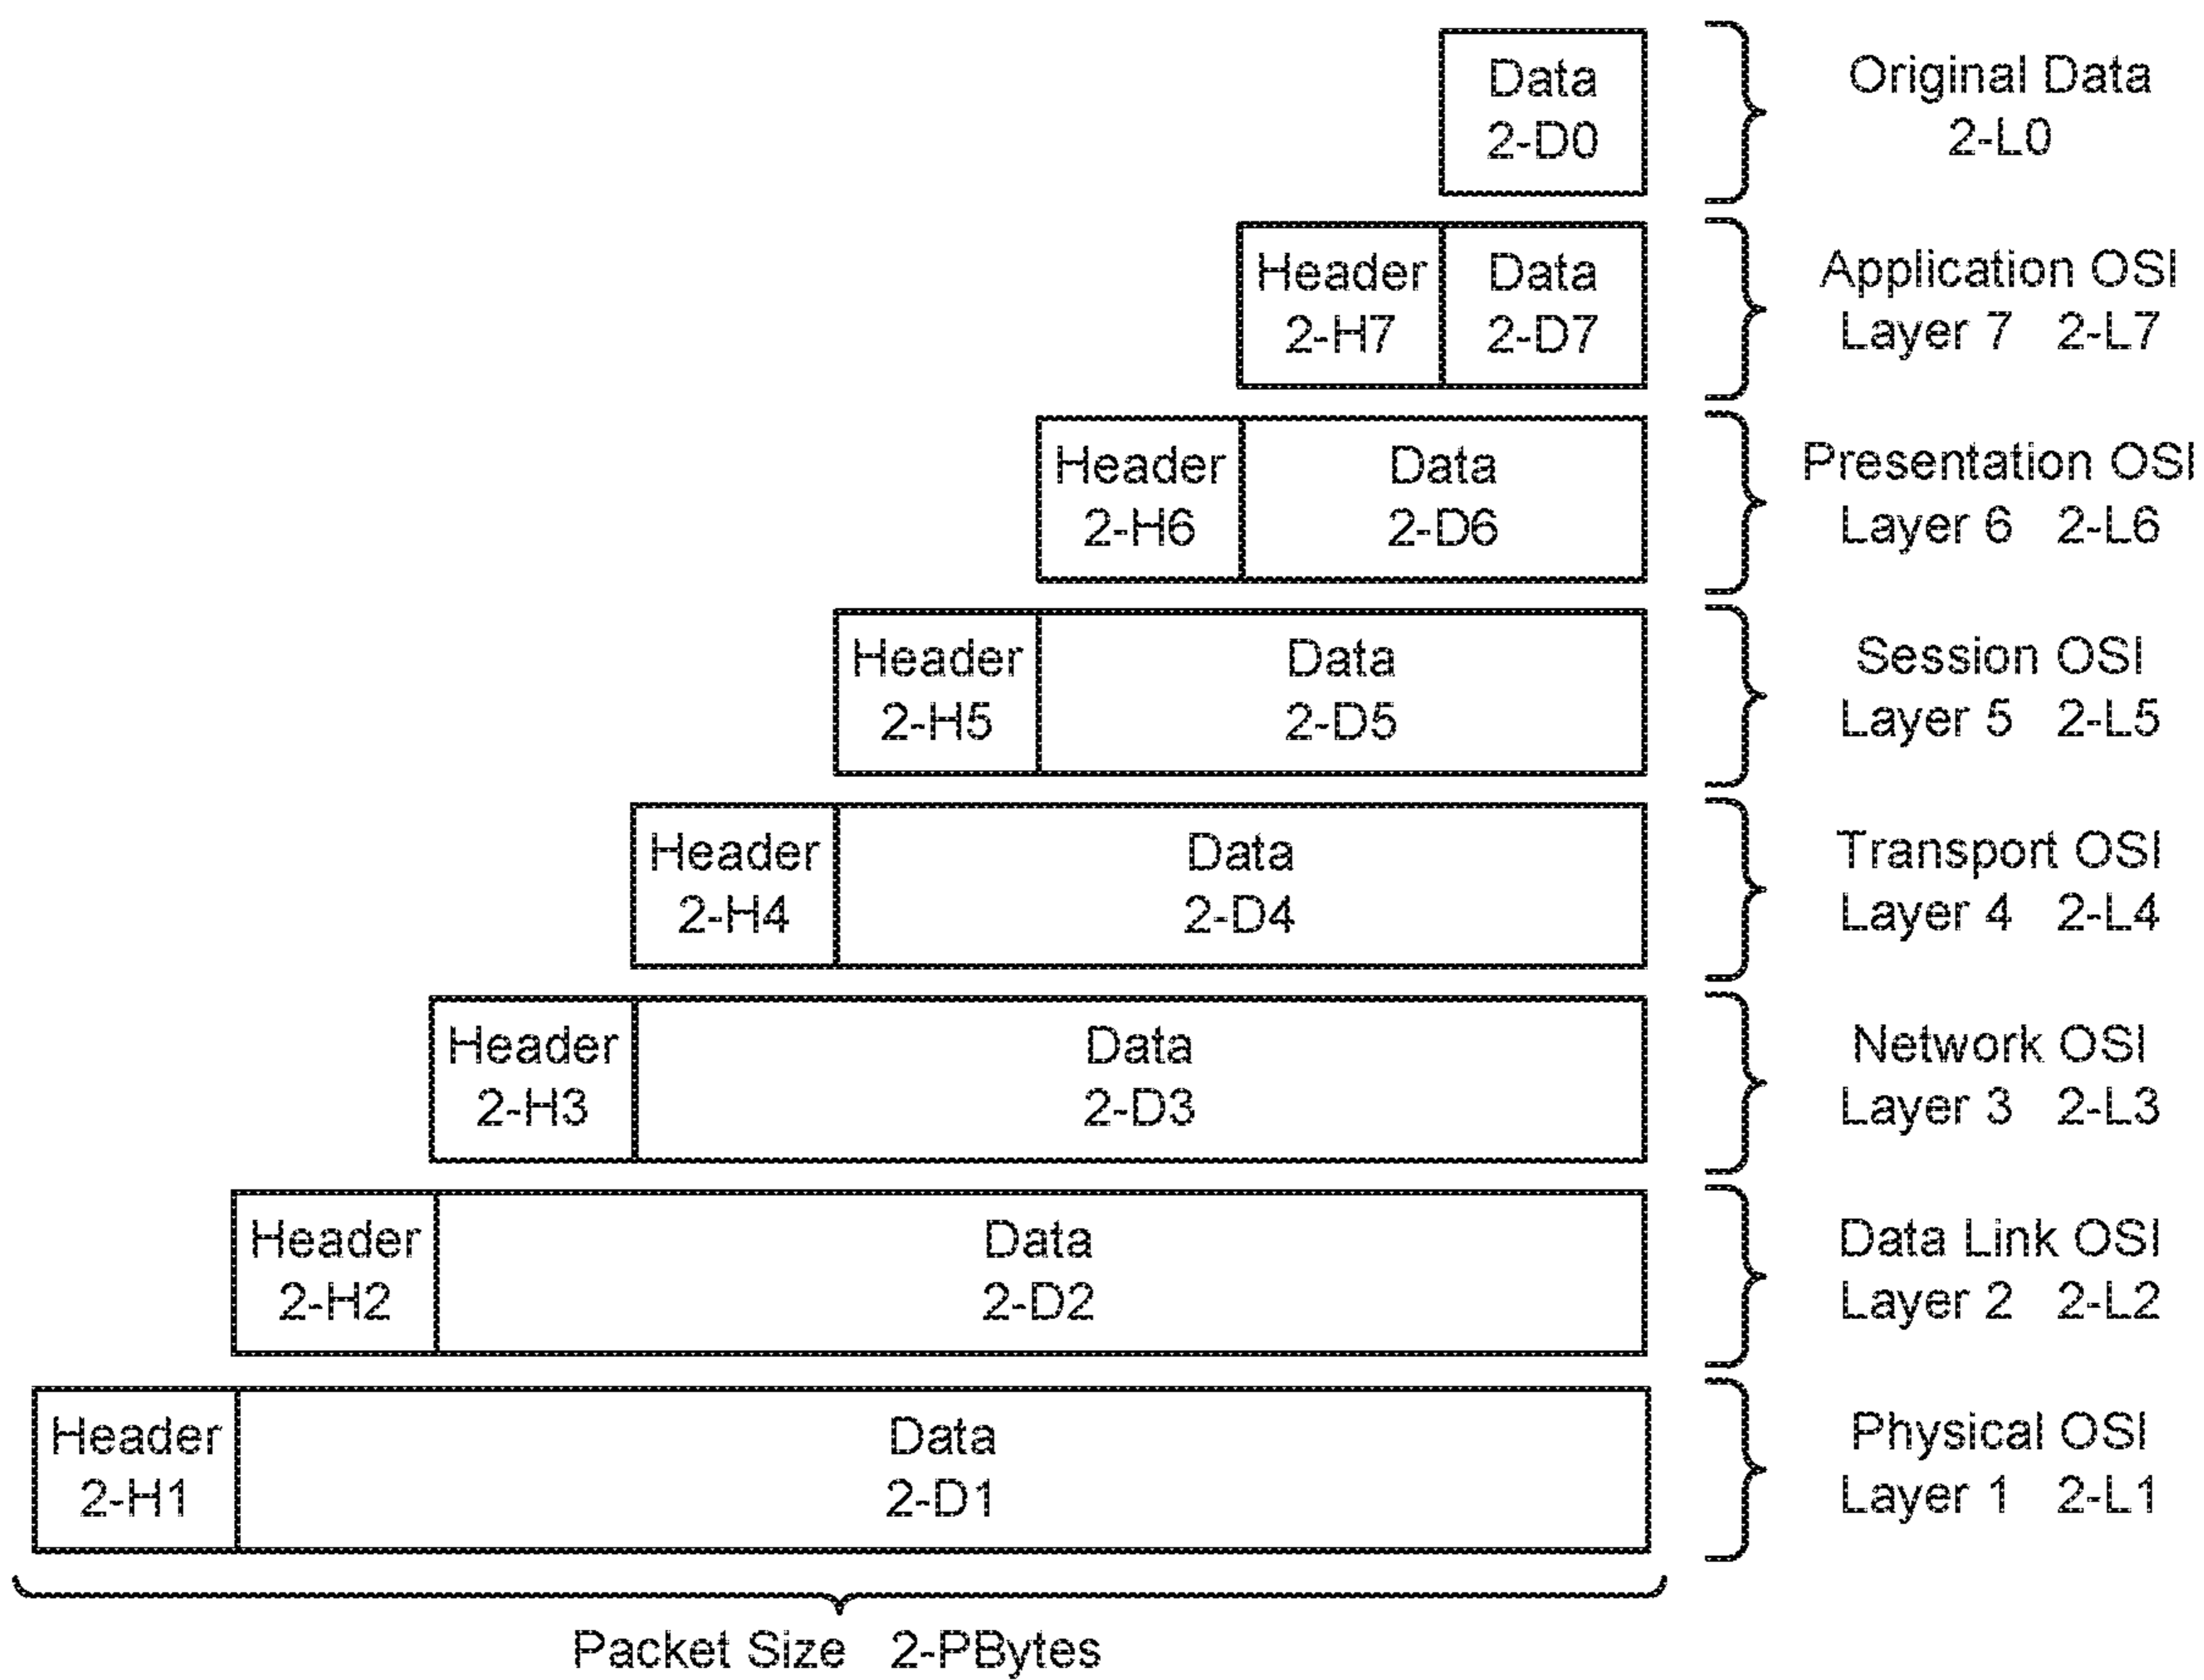 Data
2-D0
Original Data
2-L0
Header
2-H7
Data
2-D7
Application OSI
Layer 7 2-L7
Header
2-H6
Data
2-D6
Presentation OSI
Layer 6 2-L6
Header
2-H5
Data
2-D5
Session OSI
Layer 5 2-L5
Header
2-H4
Data
2-D4
Transport OSI
Layer 4 2-L4
Header
2-H3
Data
2-D3
Network OSI
Layer 3 2-L3
Header
2-H2
Data
2-D2
Data Link OSI
Layer 2 2-L2
Header
2-H1
Data
2-D1
Physical OSI
Layer 1 2-L1
Packet Size 2-PBytes